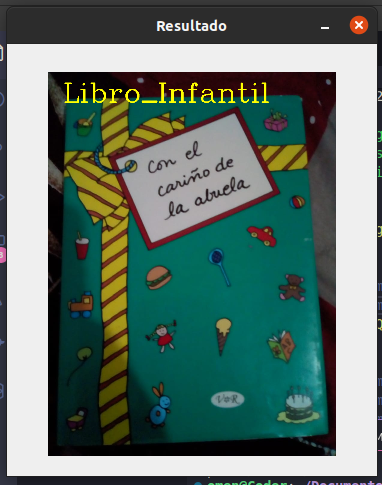 Resultado
Libro_Infantil
con el
cariño de
la abuela
V&R